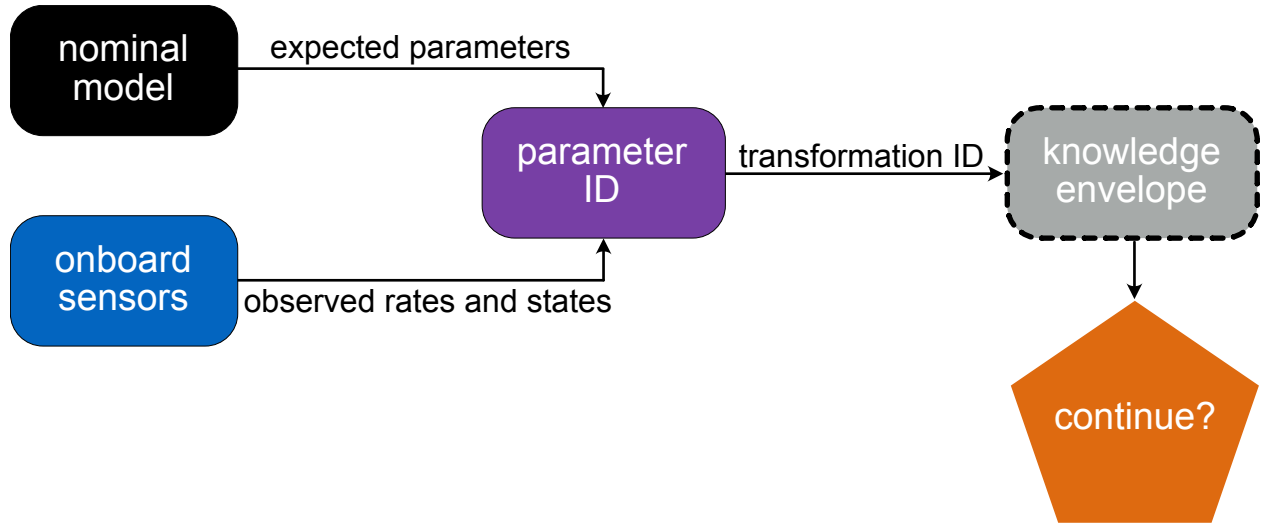 nominal
model
expected parameters
onboard
sensors
observed rates and states
parameter
ID
transformation ID
knowledge
envelope
continue?